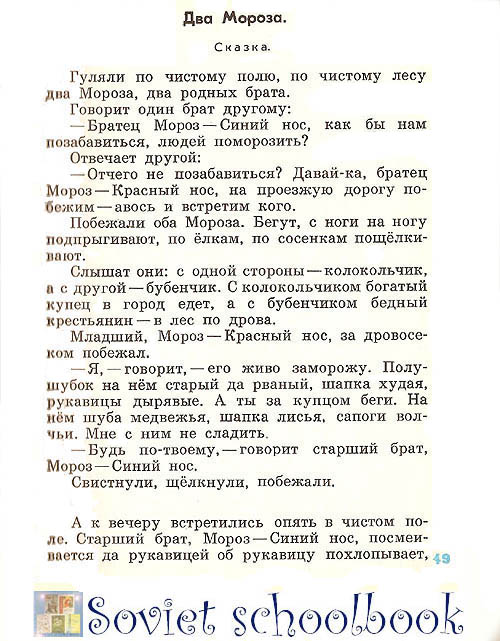 Два Мороза.
Сказка.
Гуляли по чистому полю, по чистому лесу
два Мороза, два родных брата.
Говорит один брат другому:
— Братец Мороз — Синий нос, как бы нам
позабавиться, людей поморозить?
Отвечает другой:
— Отчего не позабавиться? Давай-ка, братец
Мороз — Красный нос, на проезжую дорогу по-
бежим — авось и встретим кого.
Побежали оба Мороза. Бегут, с ноги на ногу
подпрыгивают, по ёлкам, по сосенкам пощёлки-
вают.
Слышат они: с одной стороны — колокольчик,
а с другой — бубенчик. С колокольчиком богатый
купец в город едет, а с бубенчиком бедный
крестьянин — в лес по дрова.
Младший, Мороз — Красный нос, за дровосе-
ком побежал.
— Я, — говорит, — его живо заморожу. Полу-
шубок на нём старый да рваный, шапка худая,
рукавицы дырявые. А ты за купцом беги. На
нём шуба медвежья, шапка лисья, сапоги вол-
чьи. Мне с ним не сладить.
— Будь по-твоему, — говорит старший брат,
Мороз — Синий нос.
Свистнули, щёлкнули, побежали.
А к вечеру встретились опять в чистом по-
ле. Старший брат, Мороз — Синий нос, посмеи-
вается да рукавицей об рукавицу похлопывает,
49
Soviet schoolbook